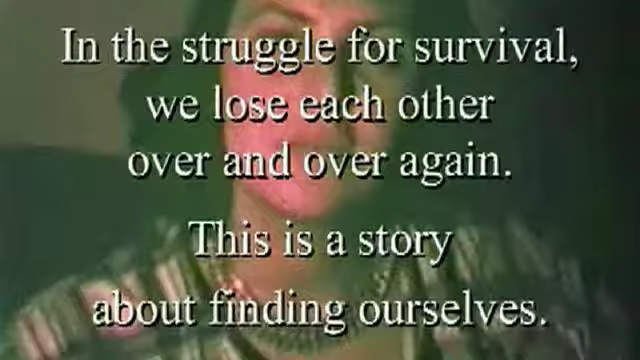 In the struggle for survival,
we lose each other
over and over again.
This is a story
about finding ourselves.